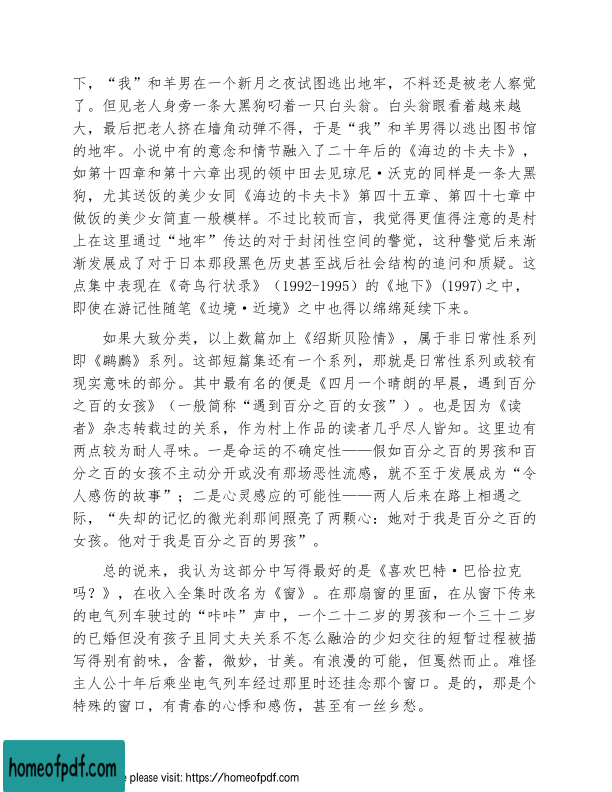 下，“我”和羊男在一个新月之夜试图逃出地牢，不料还是被老人察觉
了。但见老人身旁一条大黑狗叼着一只白头翁。白头翁眼看着越来越
大，最后把老人挤在墙角动弹不得，于是“我”和羊男得以逃出图书馆
的地牢。小说中有的意念和情节融入了二十年后的《海边的卡夫卡》，
如第十四章和第十六章出现的领中田去见琼尼·沃克的同样是一条大黑
狗，尤其送饭的美少女同《海边的卡夫卡》第四十五章、第四十七章中
做饭的美少女简直一般模样。不过比较而言，我觉得更值得注意的是村
上在这里通过“地牢”传达的对于封闭性空间的警觉，这种警觉后来渐
渐发展成了对于日本那段黑色历史甚至战后社会结构的追问和质疑。这
点集中表现在《奇鸟行状录》（1992-1995）的《地下》(1997)之中，
即使在游记性随笔《边境·近境》之中也得以绵绵延续下来。
如果大致分类，以上数篇加上《绍斯贝险情》，属于非日常性系列
即《鸊鷉》系列。这部短篇集还有一个系列，那就是日常性系列或较有
现实意味的部分。其中最有名的便是《四月一个晴朗的早晨，遇到百分
之百的女孩》（一般简称“遇到百分之百的女孩”）。也是因为《读
者》杂志转载过的关系，作为村上作品的读者几乎尽人皆知。这里边有
两点较为耐人寻味。一是命运的不确定性——假如百分之百的男孩和百
分之百的女孩不主动分开或没有那场恶性流感，就不至于发展成为“令
人感伤的故事”；二是心灵感应的可能性——两人后来在路上相遇之
际，“失却的记忆的微光刹那间照亮了两颗心：她对于我是百分之百的
女孩。他对于我是百分之百的男孩”。
总的说来，我认为这部分中写得最好的是《喜欢巴特·巴恰拉克
吗？》，在收入全集时改名为《窗》。在那扇窗的里面，在从窗下传来
的电气列车驶过的“咔咔”声中，一个二十二岁的男孩和一个三十二岁
的已婚但没有孩子且同丈夫关系不怎么融洽的少妇交往的短暂过程被描
写得别有韵味，含蓄，微妙，甘美。有浪漫的可能，但戛然而止。难怪
主人公十年后乘坐电气列车经过那里时还挂念那个窗口。是的，那是个
特殊的窗口，有青春的心悸和感伤，甚至有一丝乡愁。
homeofpdf.com
please visit: https://homeofpdf.com